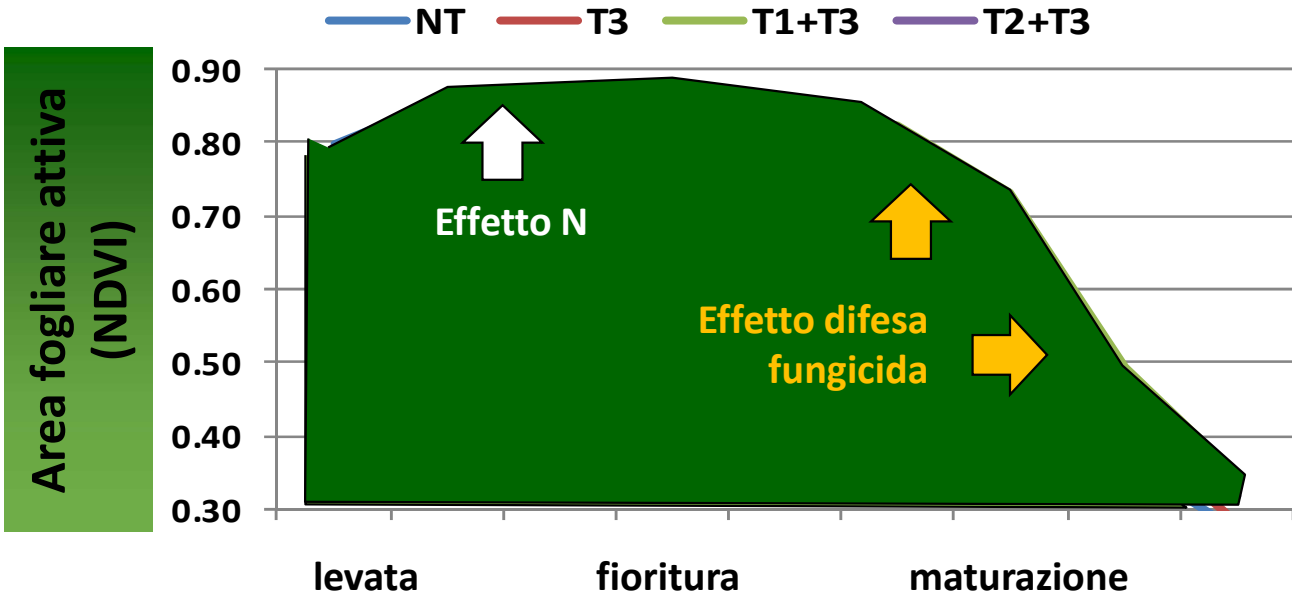 NT T3 T1+T3 T2+T3
Area fogliare attiva
(NDVI)
0.90
0.80
0.70
0.60
0.50
0.40
0.30
Effetto N
Effetto difesa
fungicida
levata fioritura maturazione